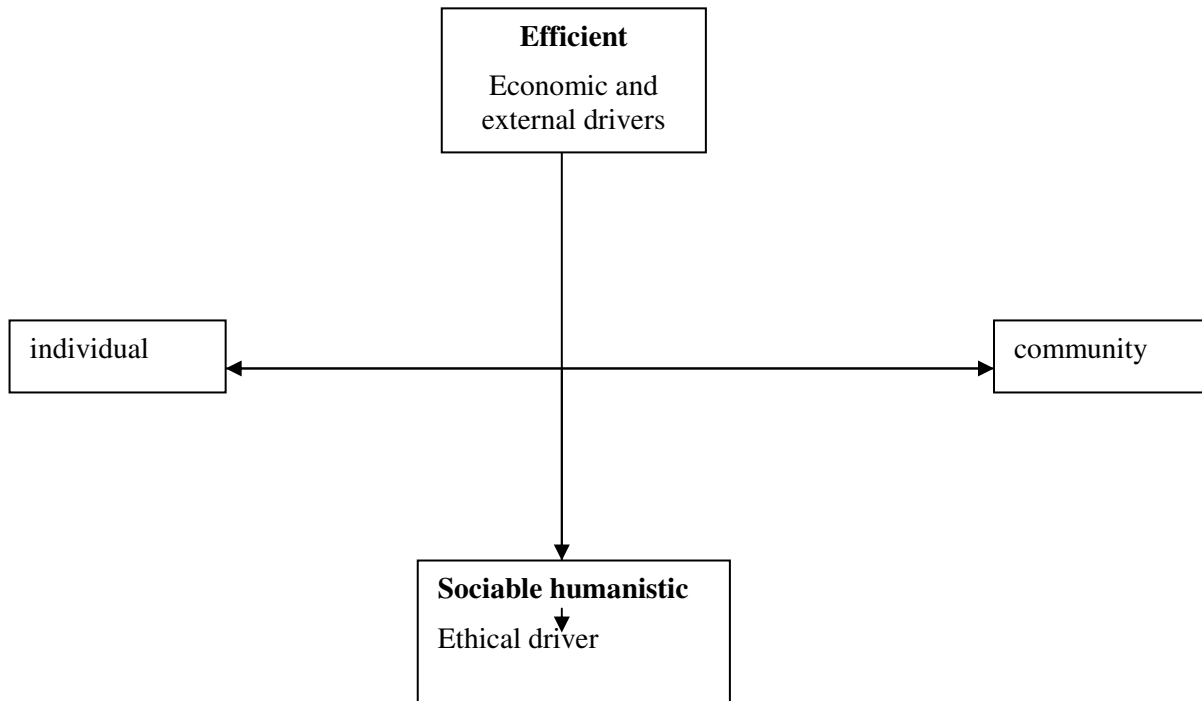 Efficient
Economic and
external drivers
individual
community
Sociable humanistic
Ethical driver